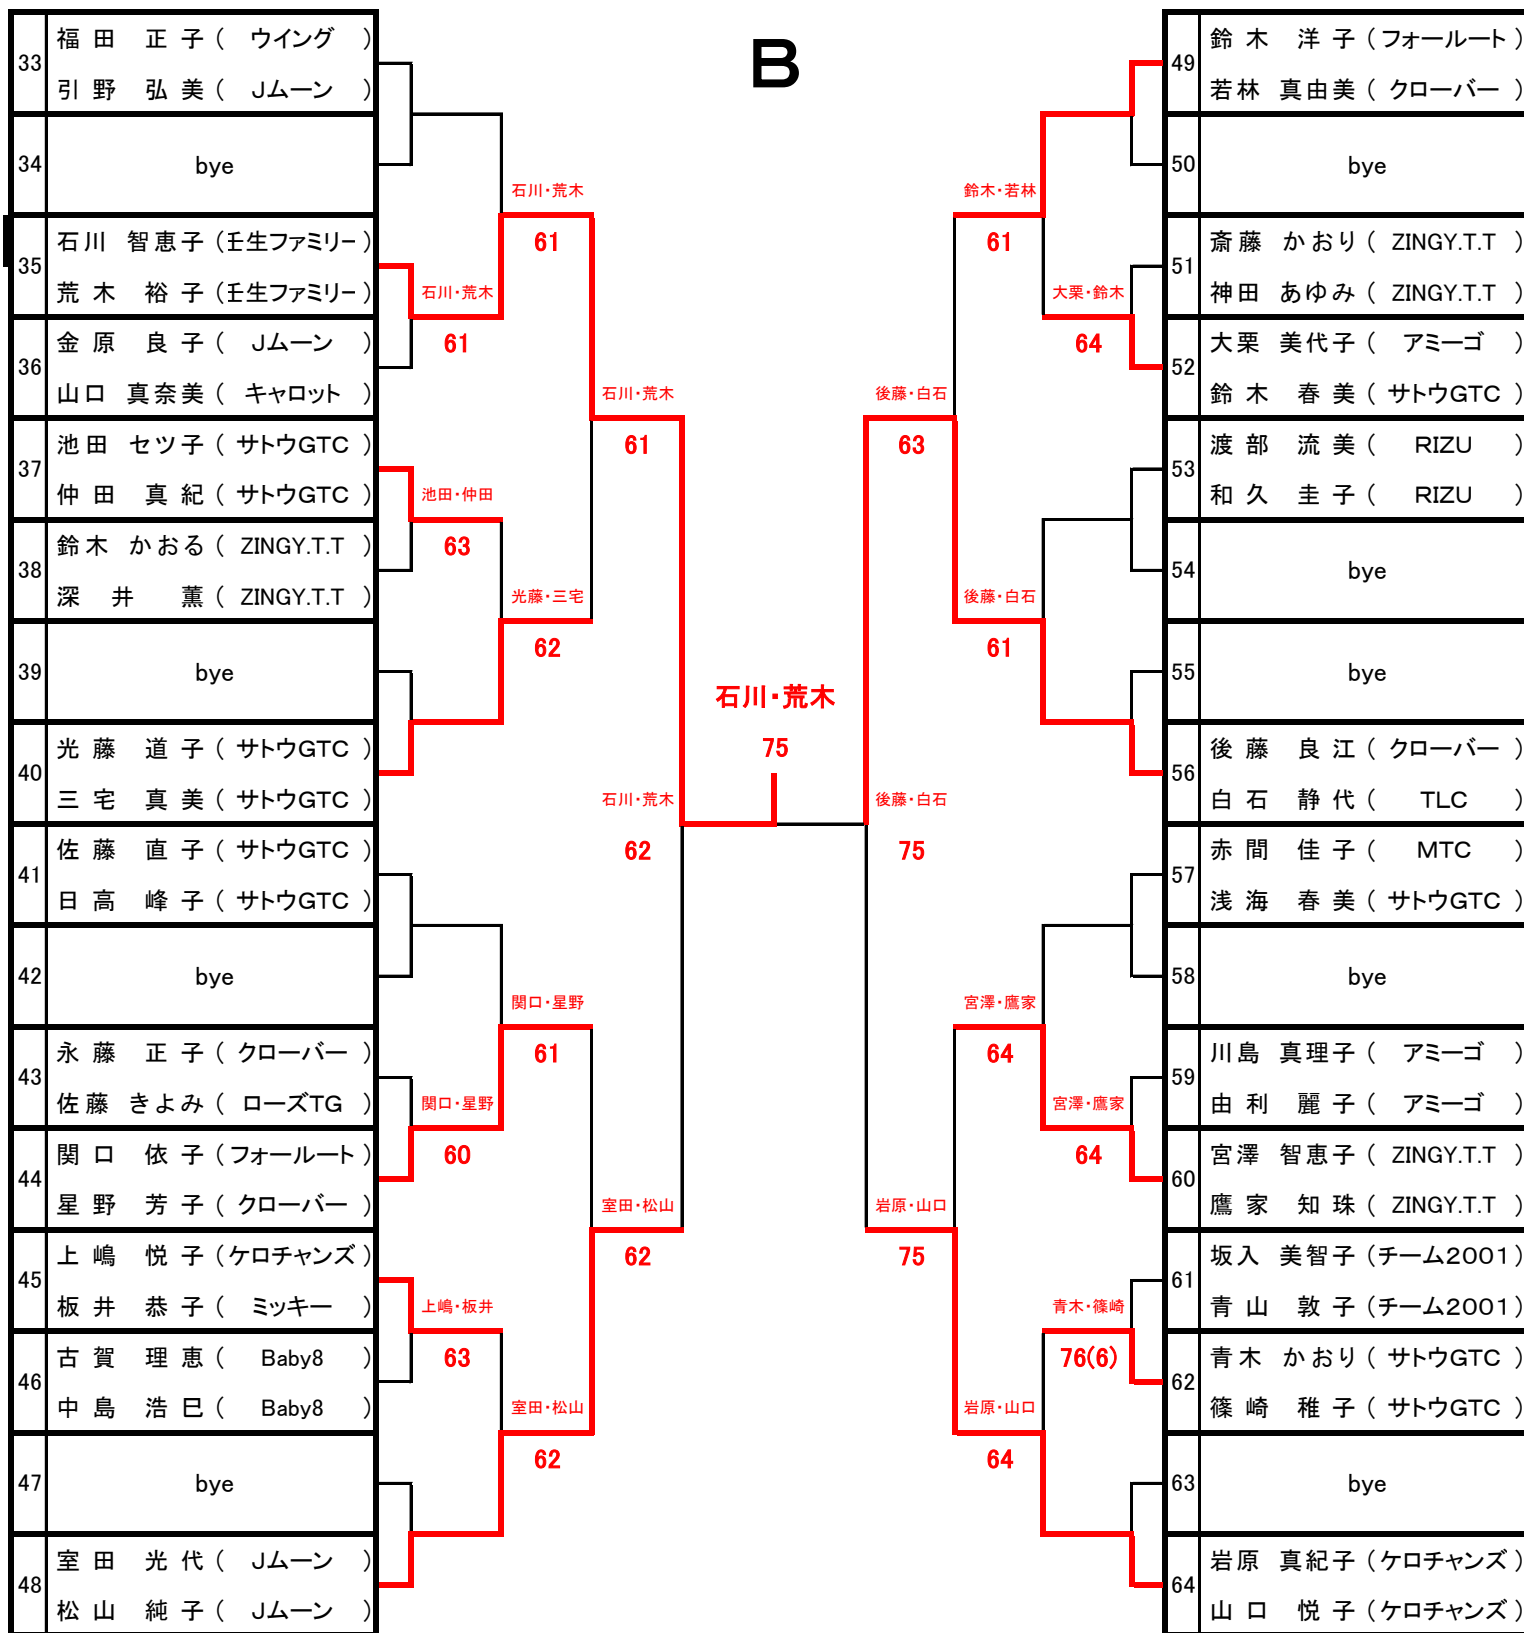 B
33
福田 正子 ( ウイング )
引野 弘美 ( Jムーン )
34
bye
35
石川 智恵子 (壬生ファミリー)
荒木 裕子 (壬生ファミリー)
36
金原 良子 ( Jムーン )
山口 真奈美 ( キャロット )
37
池田 セツ子 ( サトウGTC )
仲田 真紀 ( サトウGTC )
38
鈴木 かおる ( ZINGY.T.T )
深井 薫 ( ZINGY.T.T )
39
bye
40
光藤 道子 ( サトウGTC )
三宅 真美 ( サトウGTC )
41
佐藤 直子 ( サトウGTC )
日高 峰子 ( サトウGTC )
42
bye
43
永藤 正子 ( クローバー )
佐藤 きよみ ( ローズTG )
44
関口 依子 ( フォールート )
星野 芳子 ( クローバー )
45
上嶋 悦子 (ケロチャンズ)
板井 恭子 ( ミッキー )
46
古賀 理恵 ( Baby8 )
中島 浩巳 ( Baby8 )
47
bye
48
室田 光代 ( Jムーン )
松山 純子 ( Jムーン )
石川・荒木
61
池田・仲田
63
関口・星野
60
上嶋・板井
63
石川・荒木
61
光藤・三宅
62
関口・星野
61
室田・松山
62
石川・荒木
61
室田・松山
62
石川・荒木
62
石川・荒木
75
後藤・白石
75
後藤・白石
63
岩原・山口
75
鈴木・若林
61
後藤・白石
61
宮澤・鷹家
64
岩原・山口
64
大栗・鈴木
64
宮澤・鷹家
64
青木・篠崎
76(6)
49
鈴木 洋子 (フォールート)
若林 真由美 ( クローバー )
50
bye
51
斎藤 かおり ( ZINGY.T.T )
神田 あゆみ ( ZINGY.T.T )
52
大栗 美代子 ( アミーゴ )
鈴木 春美 ( サトウGTC )
53
渡部 流美 ( RIZU )
和久 圭子 ( RIZU )
54
bye
55
bye
56
後藤 良江 ( クローバー )
白石 静代 ( TLC )
57
赤間 佳子 ( MTC )
浅海 春美 ( サトウGTC )
58
bye
59
川島 真理子 ( アミーゴ )
由利 麗子 ( アミーゴ )
60
宮澤 智恵子 ( ZINGY.T.T )
鷹家 知珠 ( ZINGY.T.T )
61
坂入 美智子 (チーム2001)
青山 敦子 (チーム2001)
62
青木 かおり ( サトウGTC )
篠崎 稚子 ( サトウGTC )
63
bye
64
岩原 真紀子 (ケロチャンズ)
山口 悦子 (ケロチャンズ)